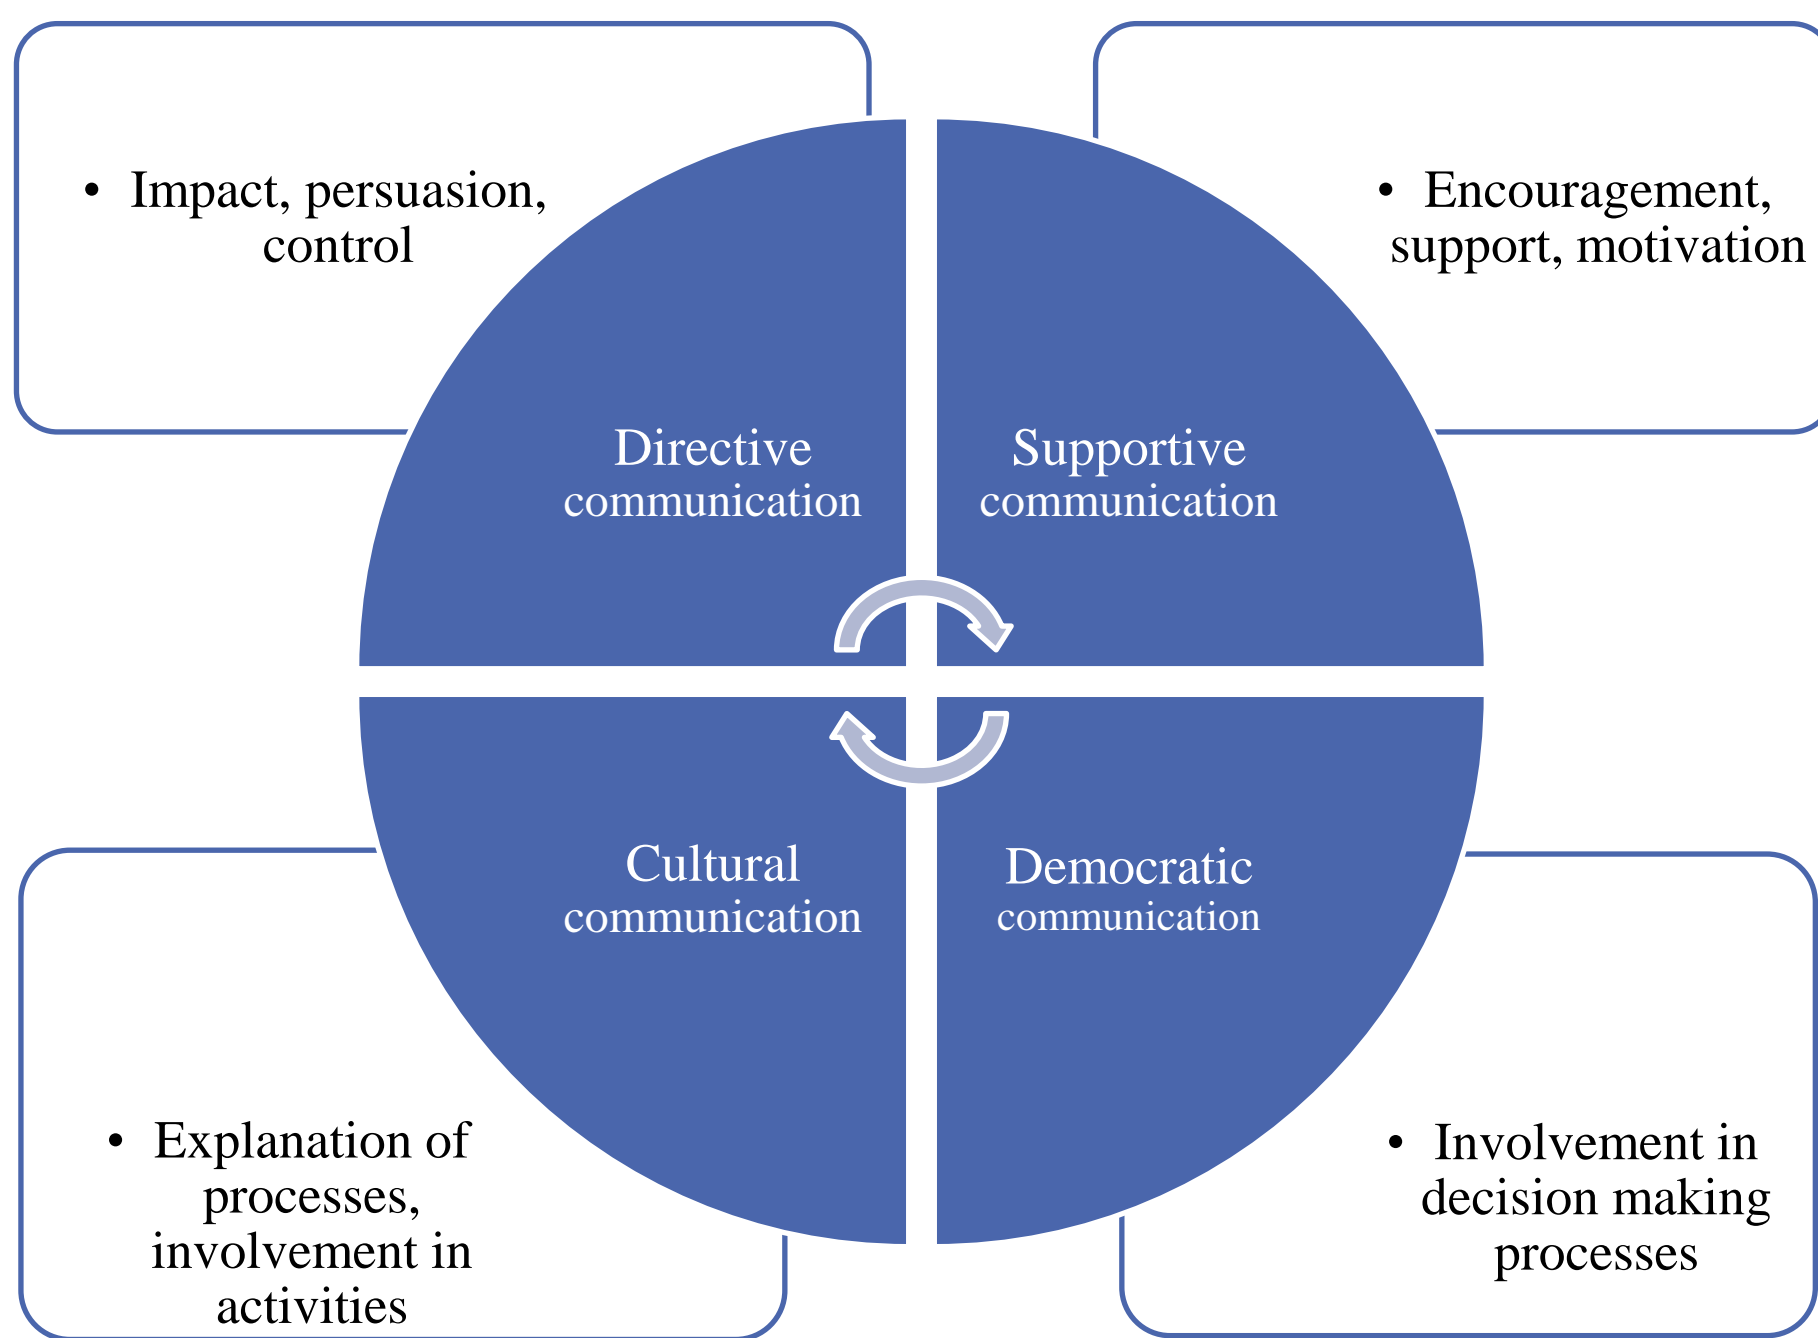 • Impact, persuasion,
control
• Encouragement,
support, motivation
Directive
communication
Supportive
communication
Cultural
communication
Democratic
communication
• Explanation of
processes,
involvement in
activities
• Involvement in
decision making
processes